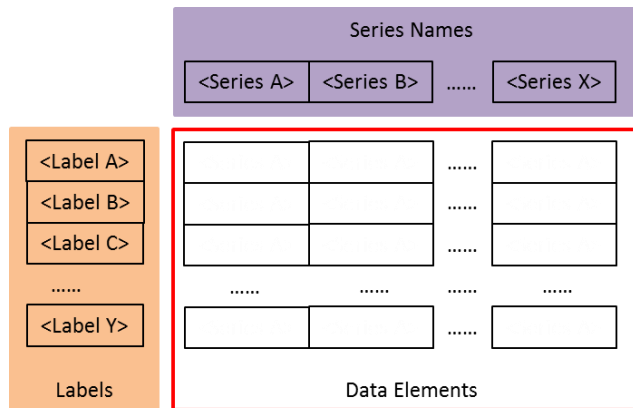 Series Names
<Series A> <Series B> ...... <Series X>
<Label A> ......
<Label B> ......
<Label C> ......
...... ...... ...... ...... ......
<Label Y> ......
Labels Data Elements